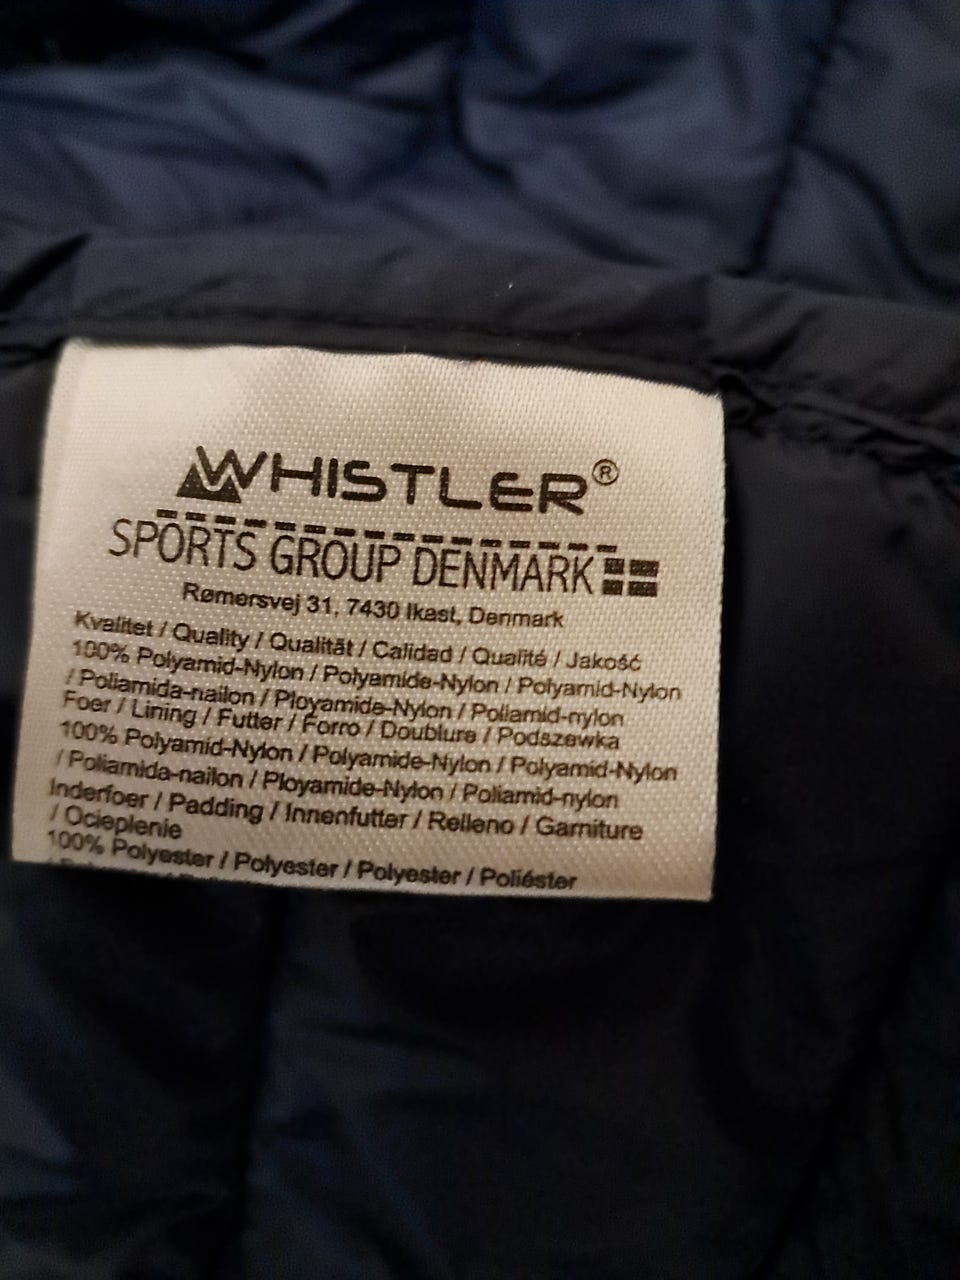 WHISTLER®
SPORTS GROUP DENMARK
Rømersvej 31, 7430 Ikast, Denmark
Kvalitet / Quality / Qualität / Calidad / Qualité / Jakość
100% Polyamid-Nylon / Polyamide-Nylon / Polyamid-Nylon
/ Poliamida-nailon / Ployamide-Nylon / Poliamid-nylon
Foer / Lining / Futter / Forro / Doublure / Podszewka
100% Polyamid-Nylon / Polyamide-Nylon / Polyamid-Nylon
/ Poliamida-nailon / Ployamide-Nylon / Poliamid-nylon
Inderfoer / Padding / Innenfutter / Relleno / Garniture
/ Ocieplenie
100% Polyester / Polyester / Polyester / Poliéster